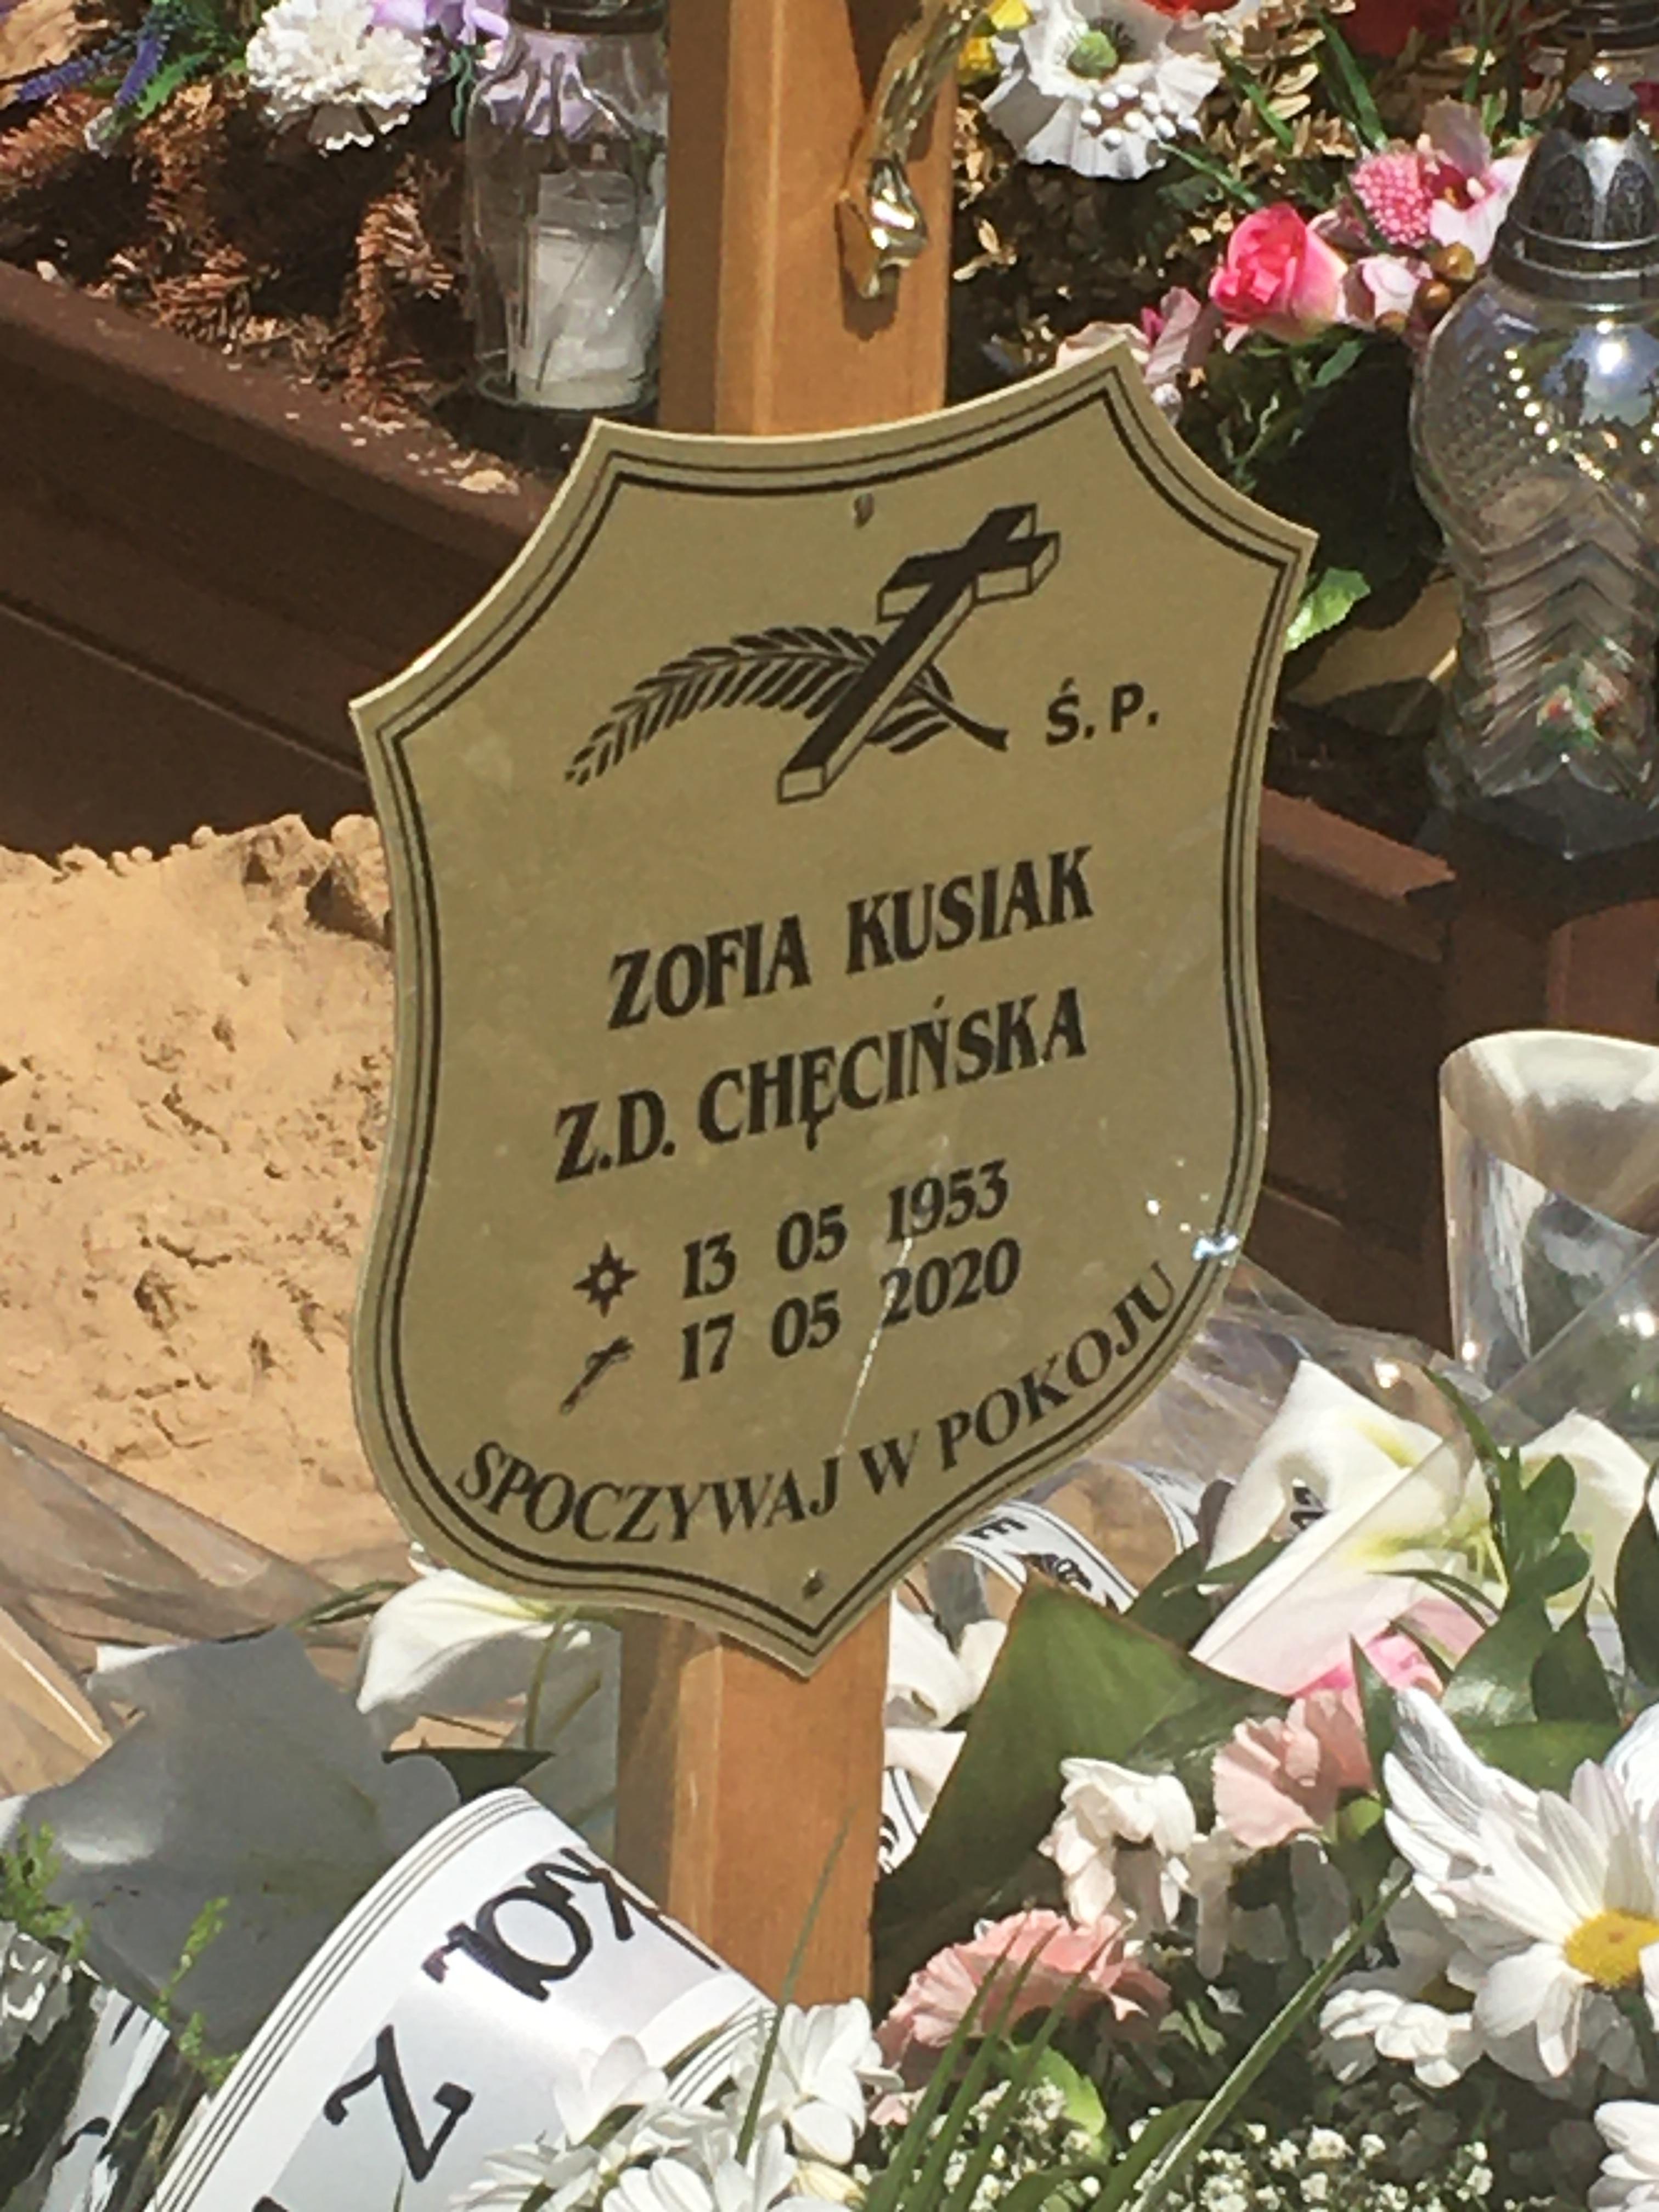 Ś. P.
ZOFIA KUSIAK
Z.D. CHĘCIŃSKA
13 05 1953
17 05 2020
SPOCZYWAJ W POKOJU
Z